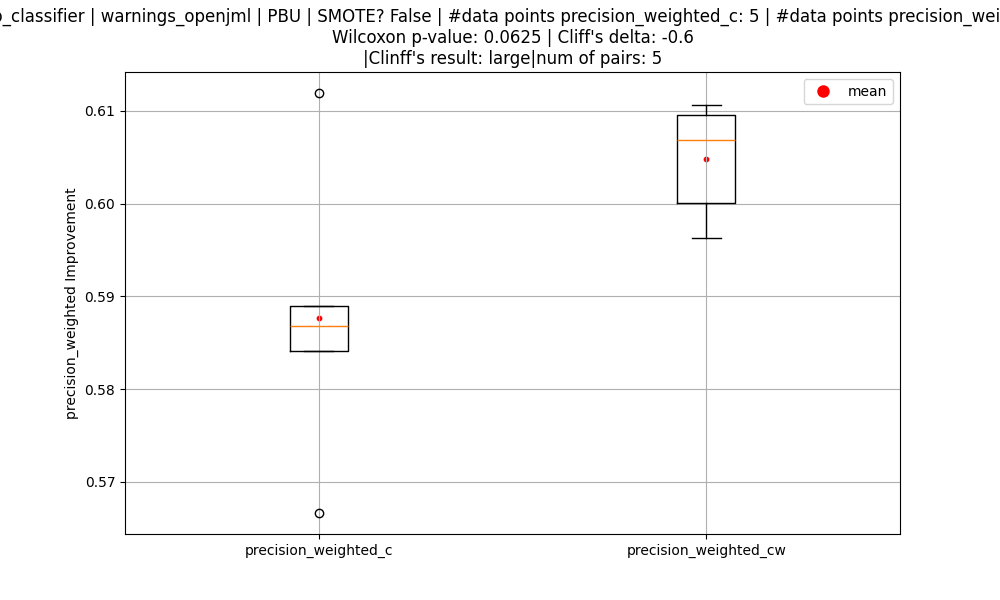 _classifier | warnings_openjml | PBU | SMOTE? False | #data points precision_weighted_c: 5 | #data points
Wilcoxon p-value: 0.0625 | Cliff's delta: -0.6
|Clinff's result: large|num of pairs: 5
mean
0.61
0.60
0.59
0.58
0.57
precision_weighted Improvement
precision_weighted_c
precision_weighted_cw